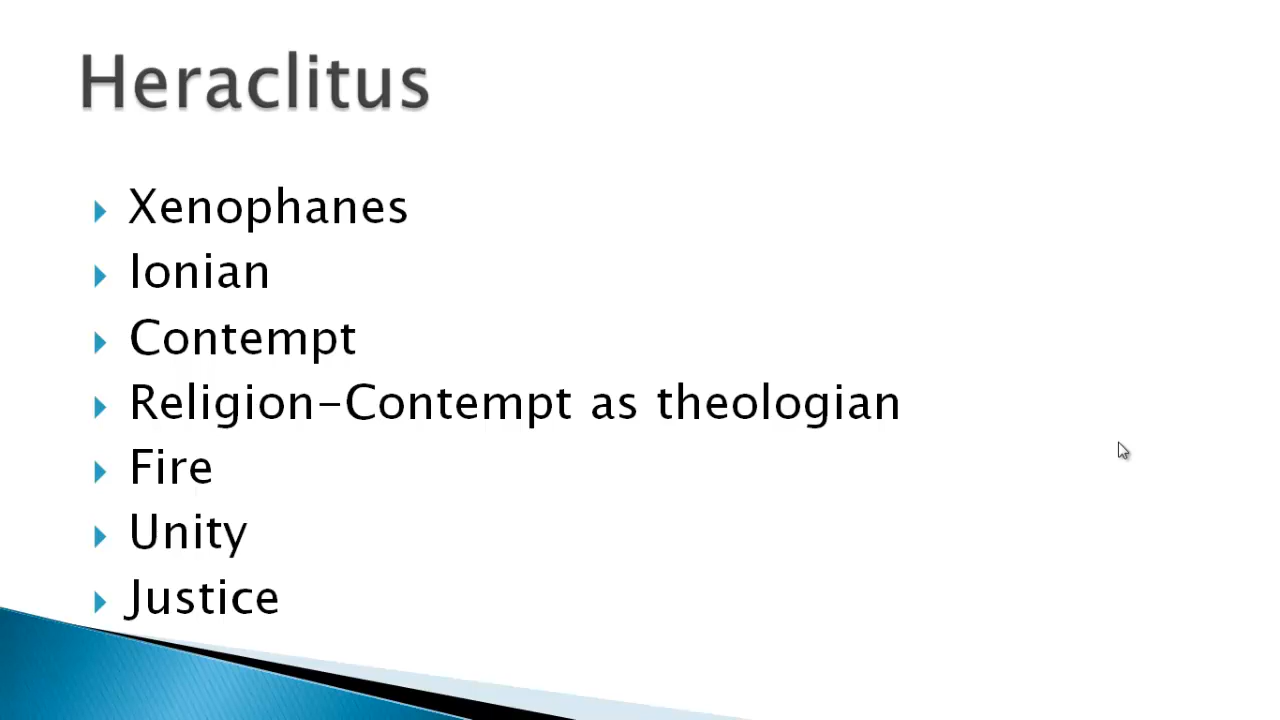 Heraclitus
Xenophanes
Ionian
Contempt
Religion-Contempt as theologian
Fire
Unity
Justice